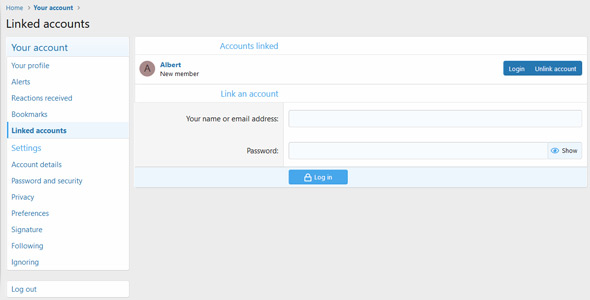 Home > Your account >
Linked accounts
Your account
Your profile
Alerts
Reactions received
Bookmarks
Linked accounts
Settings
Account details
Password and security
Privacy
Preferences
Signature
Following
Ignoring
Log out
Accounts linked
A
Albert
New member
Login Unlink account
Link an account
Your name or email address:
Password:
Show
Log in